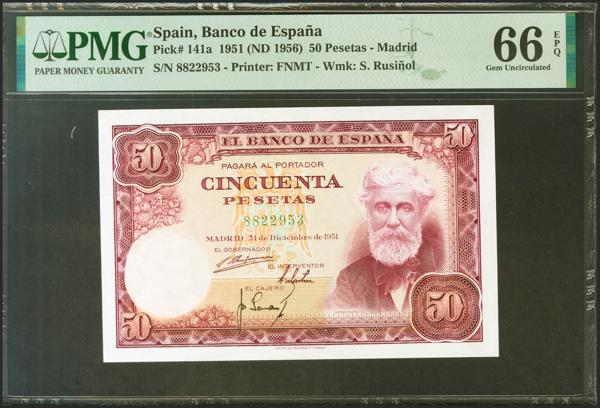 PMG
PAPER MONEY GUARANTY
Spain, Banco de España
Pick# 141a 1951 (ND 1956) 50 Pesetas - Madrid
S/N 8822953 - Printer: FNMT - Wmk: S. Rusiñol
66 EPQ
Gem Uncirculated
50
EL BANCO DE ESPAÑA
50
PAGARÁ AL PORTADOR
CINCUENTA
PESETAS
8822953
MADRID, 31 de Diciembre de 1951
EL GOBERNADOR
EL INTERVENTOR
EL CAJERO
50
50